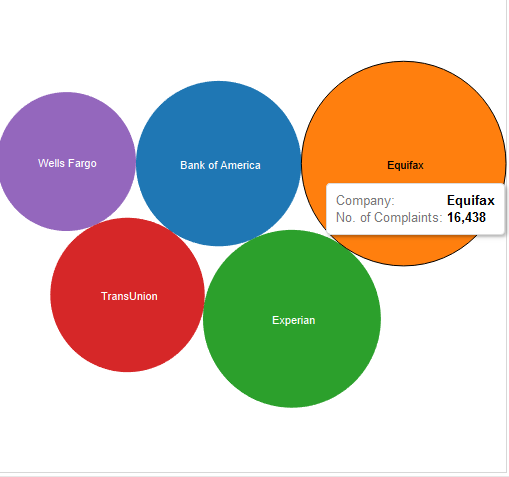 Wells Fargo
Bank of America
Equifax
Company: Equifax
No. of Complaints: 16,438
TransUnion
Experian